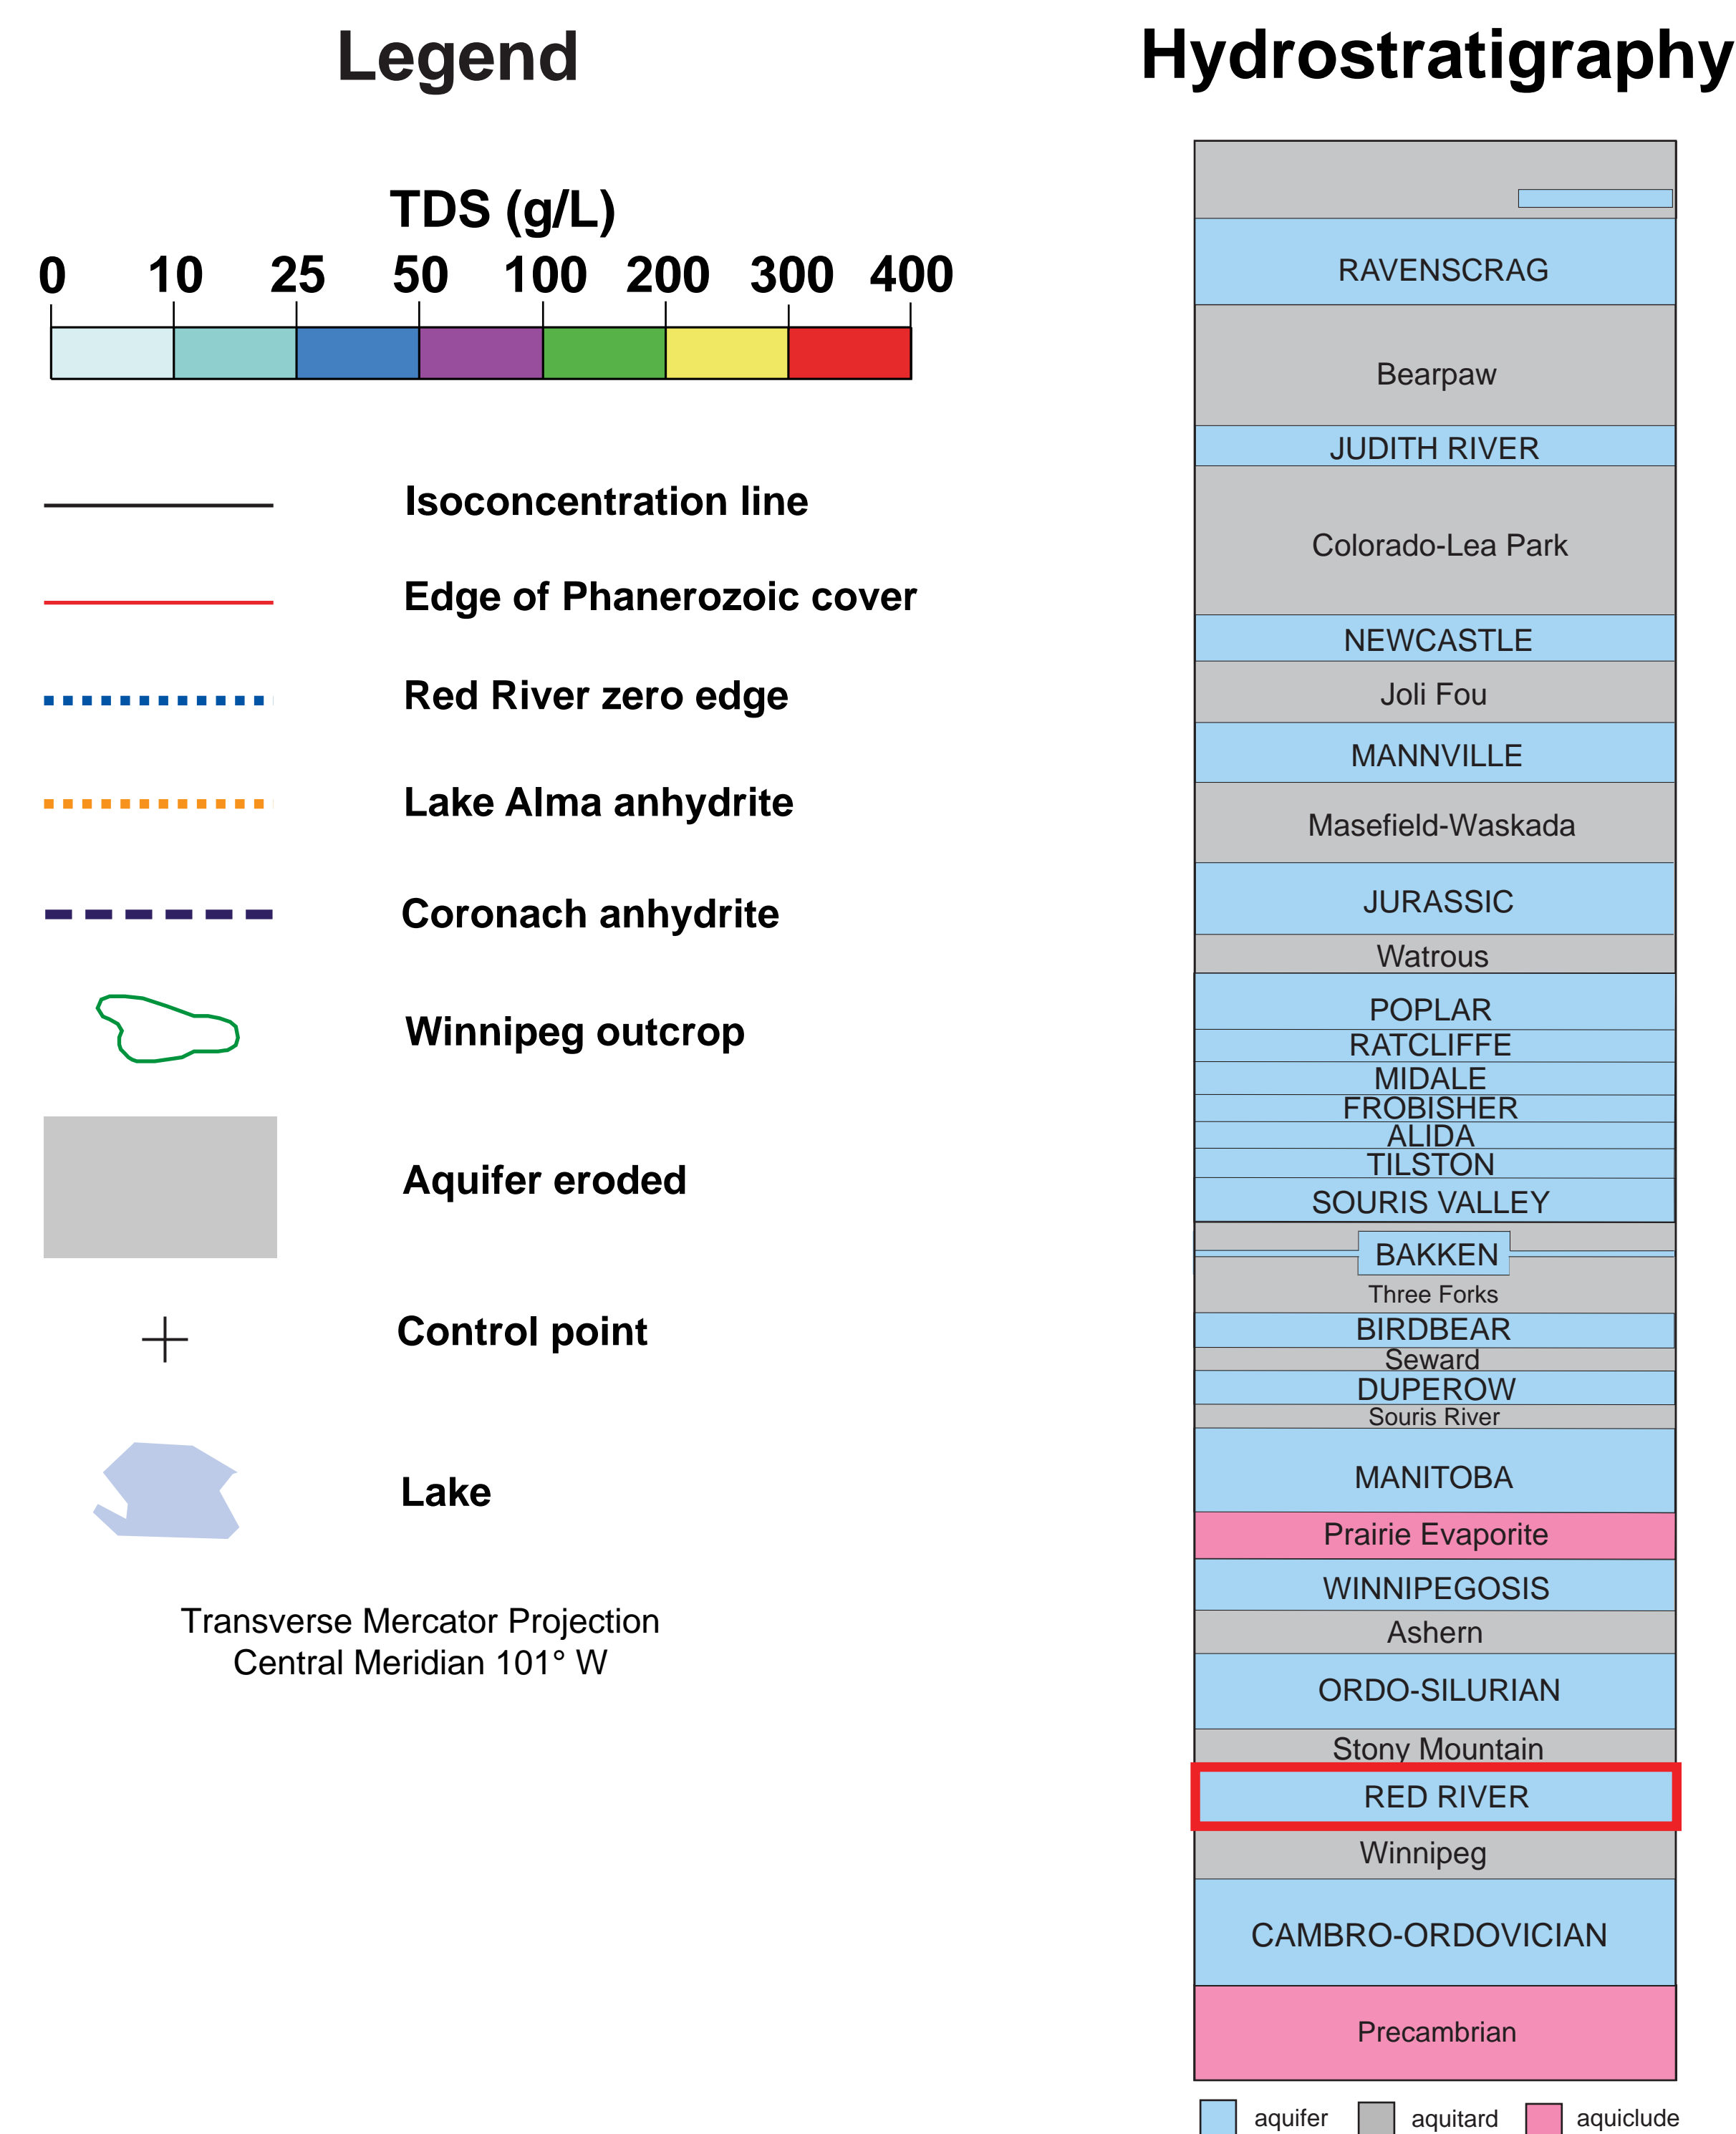 Legend
TDS (g/L)
0 10 25 50 100 200 300 400
Isoconcentration line
Edge of Phanerozoic cover
Red River zero edge
Lake Alma anhydrite
Coronach anhydrite
Winnipeg outcrop
Aquifer eroded
Control point
Lake
Transverse Mercator Projection
Central Meridian 101° W
Hydrostratigraphy
RAVENSCRAG
Bearpaw
JUDITH RIVER
Colorado-Lea Park
NEWCASTLE
Joli Fou
MANNVILLE
Masefield-Waskada
JURASSIC
Watrous
POPLAR
RATCLIFFE
MIDALE
FROBISHER
ALIDA
TILSTON
SOURIS VALLEY
BAKKEN
Three Forks
BIRDBEAR
Seward
DUPEROW
Souris River
MANITOBA
Prairie Evaporite
WINNIPEGOSIS
Ashern
ORDO-SILURIAN
Stony Mountain
RED RIVER
Winnipeg
CAMBRO-ORDOVICIAN
Precambrian
aquifer aquitard aquiclude